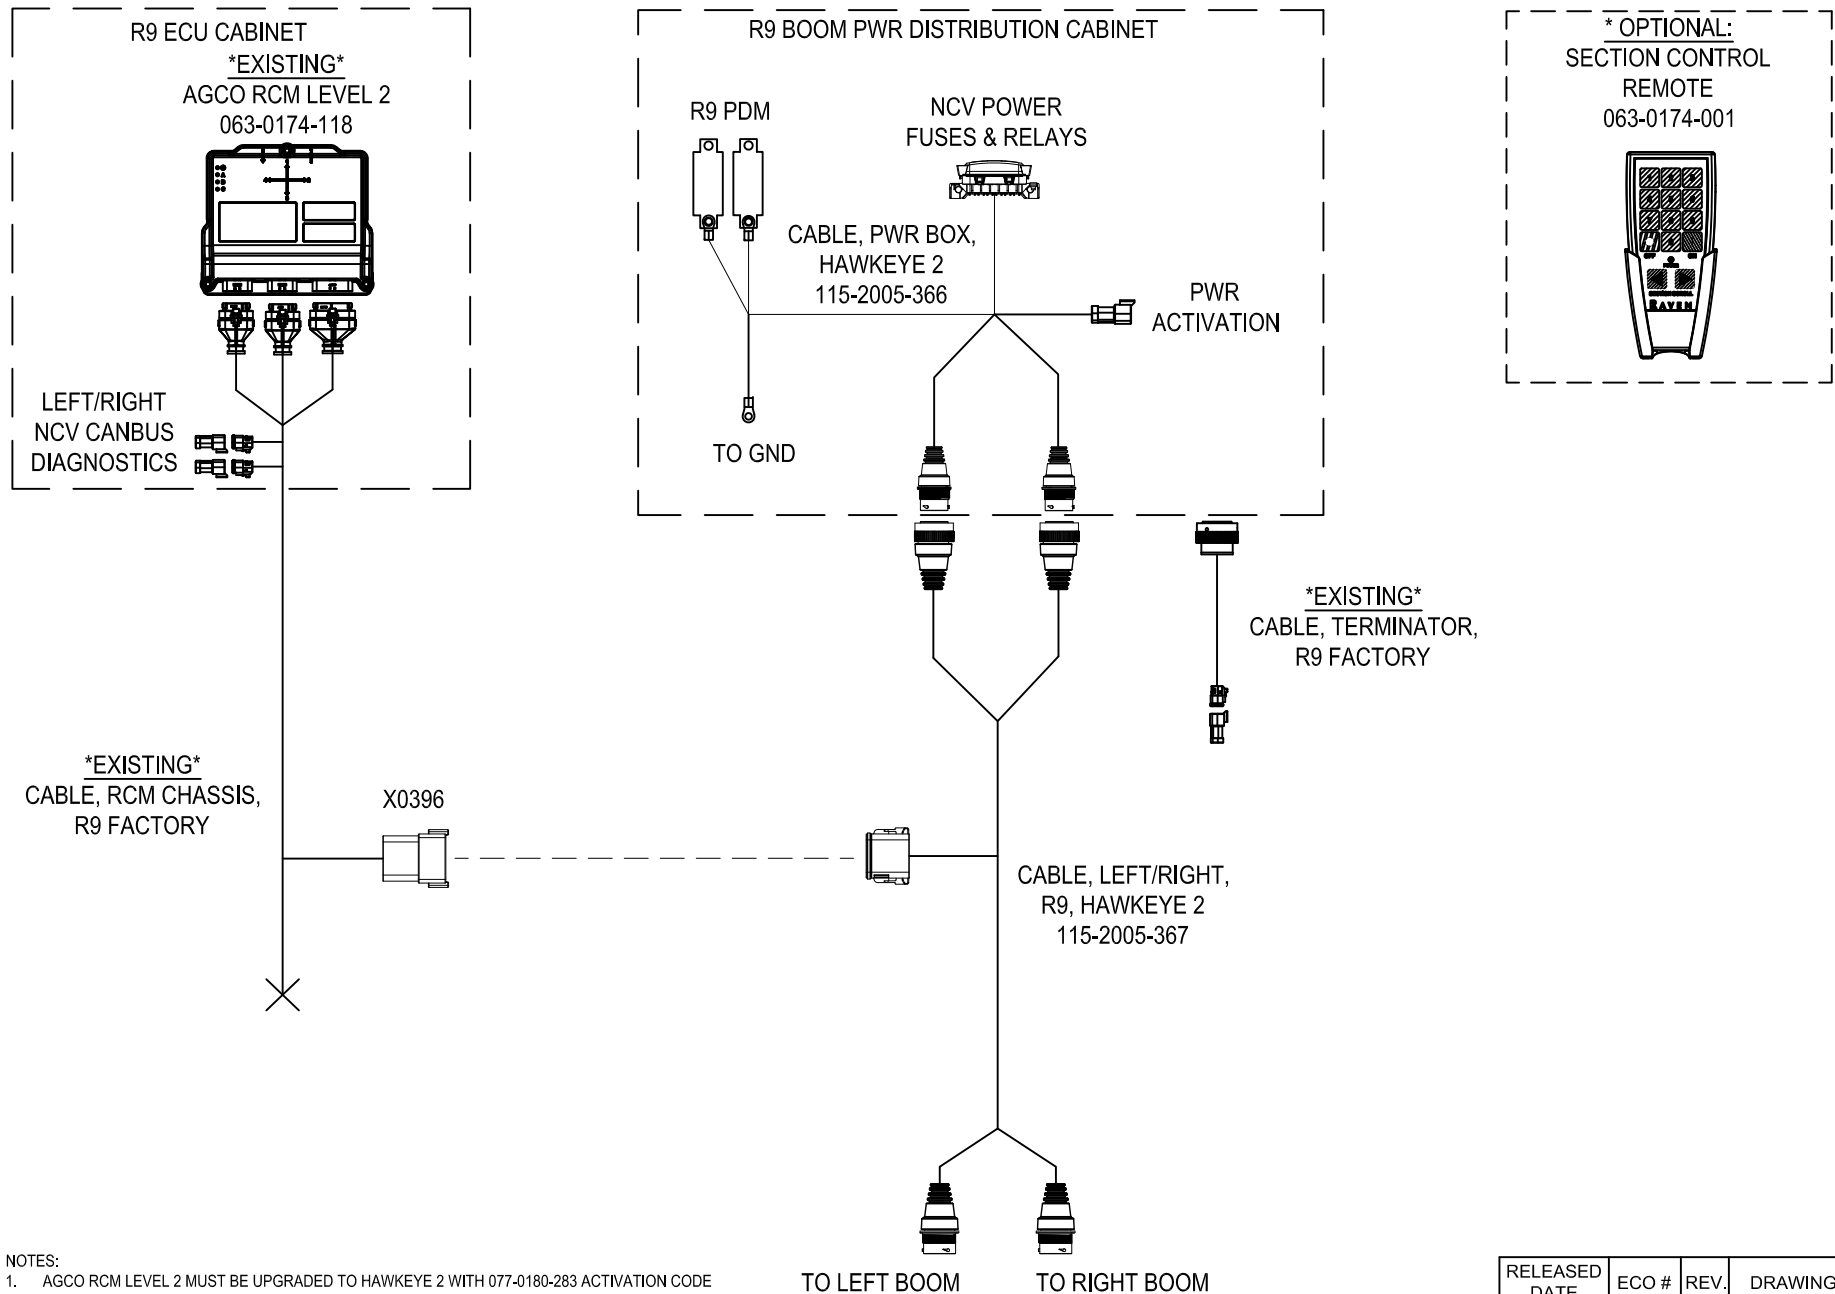 R9 ECU CABINET
*EXISTING*
AGCO RCM LEVEL 2
063-0174-118
LEFT/RIGHT
NCV CANBUS
DIAGNOSTICS
R9 BOOM PWR DISTRIBUTION CABINET
R9 PDM
NCV POWER
FUSES & RELAYS
CABLE, PWR BOX,
HAWKEYE 2
115-2005-366
PWR
ACTIVATION
TO GND
* OPTIONAL:
SECTION CONTROL
REMOTE
063-0174-001
OFF
ON
POWER
RAVEN
*EXISTING*
CABLE, TERMINATOR,
R9 FACTORY
*EXISTING*
CABLE, RCM CHASSIS,
R9 FACTORY
X0396
CABLE, LEFT/RIGHT,
R9, HAWKEYE 2
115-2005-367
TO LEFT BOOM
TO RIGHT BOOM
NOTES:
1. AGCO RCM LEVEL 2 MUST BE UPGRADED TO HAWKEYE 2 WITH 077-0180-283 ACTIVATION CODE
RELEASED
DATE
ECO #
REV.
DRAWING